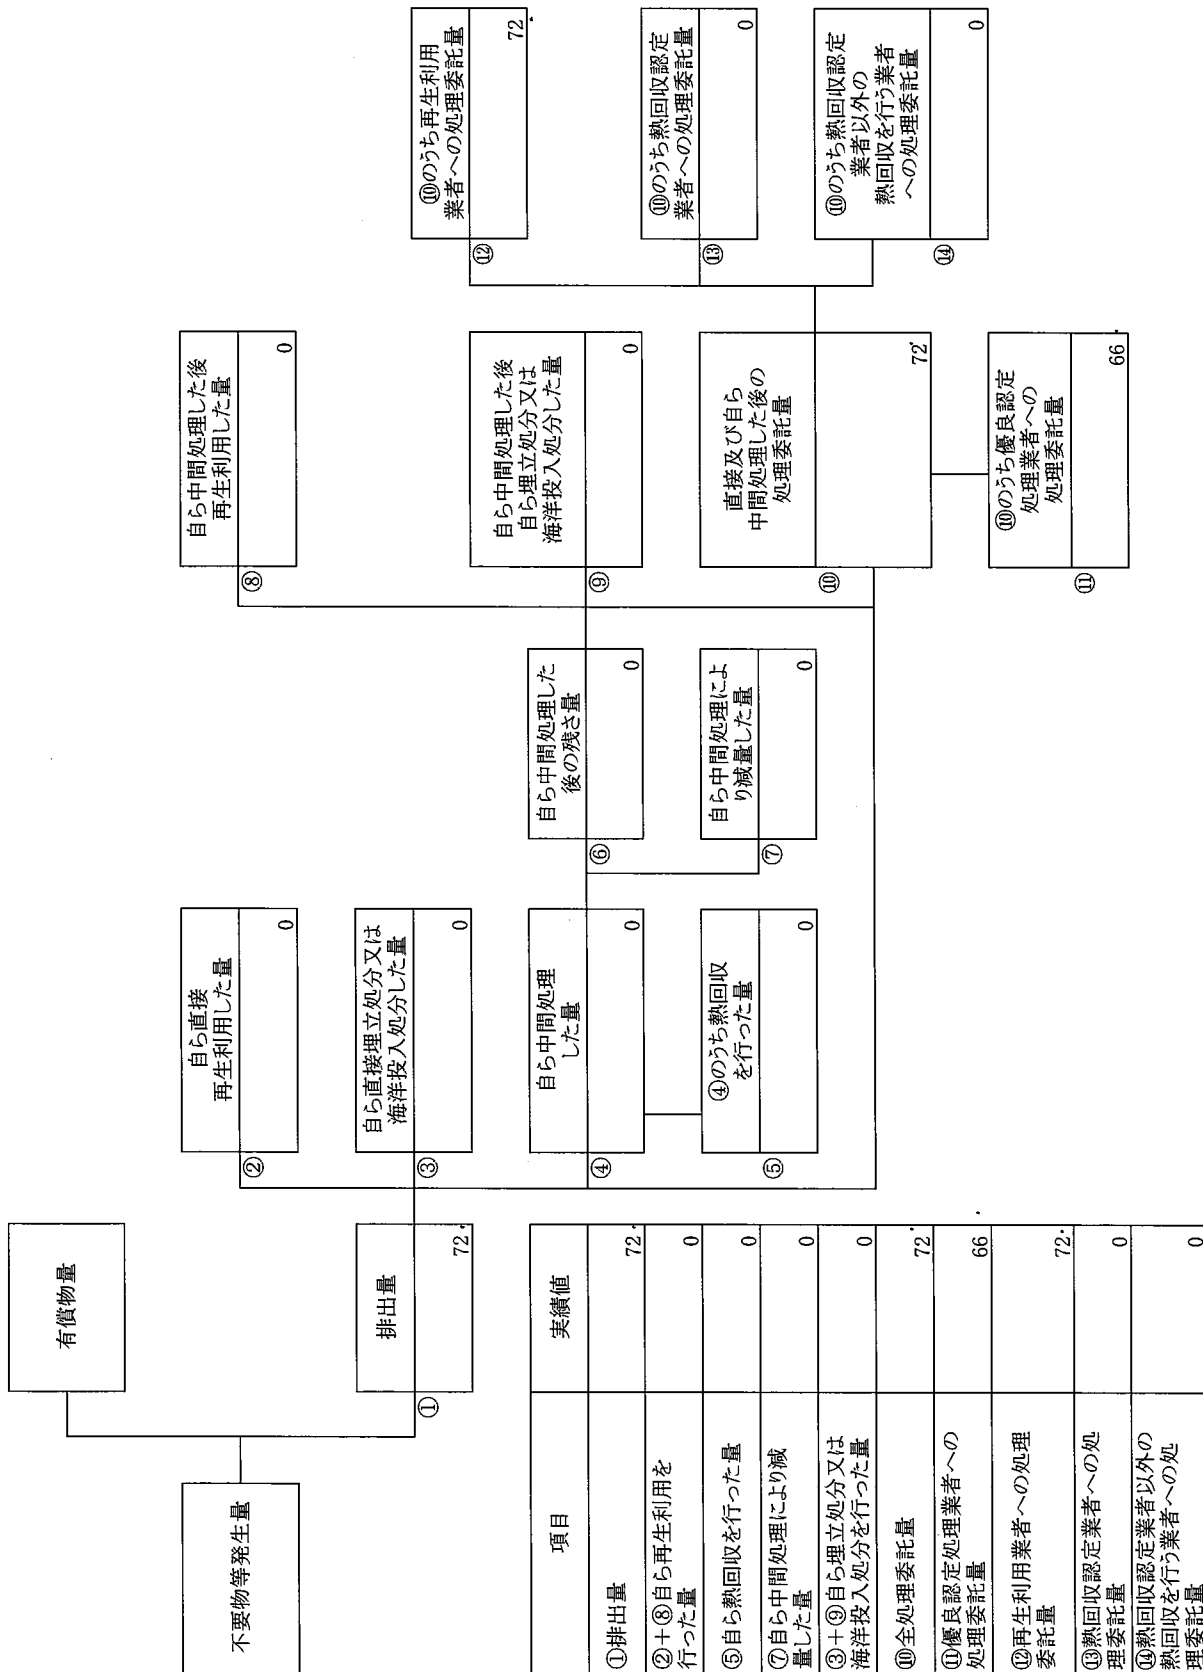 不要物等発生量
有償物量
①
排出量
72
②
自ら直接
再生利用した量
0
③
自ら直接埋立処分又は
海洋投入処分した量
0
④
自ら中間処理
した量
0
⑤
④のうち熱回収
を行った量
0
⑥
自ら中間処理した
後の残さ量
0
⑦
自ら中間処理によ
り減量した量
0
⑧
自ら中間処理した後
再生利用した量
0
⑨
自ら中間処理した後
自ら埋立処分又は
海洋投入処分した量
0
⑩
直接及び自ら
中間処理した後の
処理委託量
72
⑪
⑩のうち優良認定
処理業者への
処理委託量
66
⑫
⑩のうち再生利用
業者への処理委託量
72
⑬
⑩のうち熱回収認定
業者への処理委託量
0
⑭
⑩のうち熱回収認定
業者以外の
熱回収を行う業者
への処理委託量
0
項目
実績値
①排出量
72
②+⑧自ら再生利用を
行った量
0
⑤自ら熱回収を行った量
0
⑦自ら中間処理により減
量した量
0
③+⑨自ら埋立処分又は
海洋投入処分を行った量
0
⑩全処理委託量
72
⑪優良認定処理業者への
処理委託量
66
⑫再生利用業者への処理
委託量
72
⑬熱回収認定業者への処
理委託量
0
⑭熱回収認定業者以外の
熱回収を行う業者への処
理委託量
0